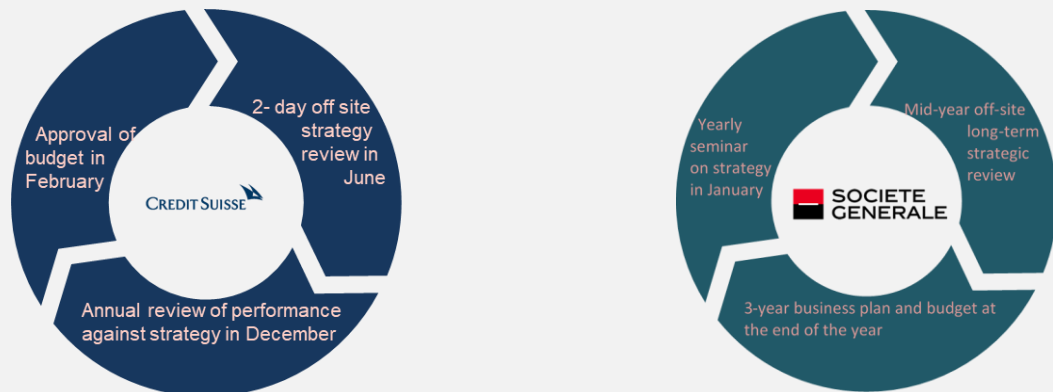 Approval of
budget in
February
2- day off site
strategy
review in
June
CREDIT SUISSE
Annual review of performance
against strategy in December
Yearly
seminar
on strategy
in January
Mid-year off-site
long-term
strategic
review
SOCIETE
GENERALE
3-year business plan and budget at
the end of the year